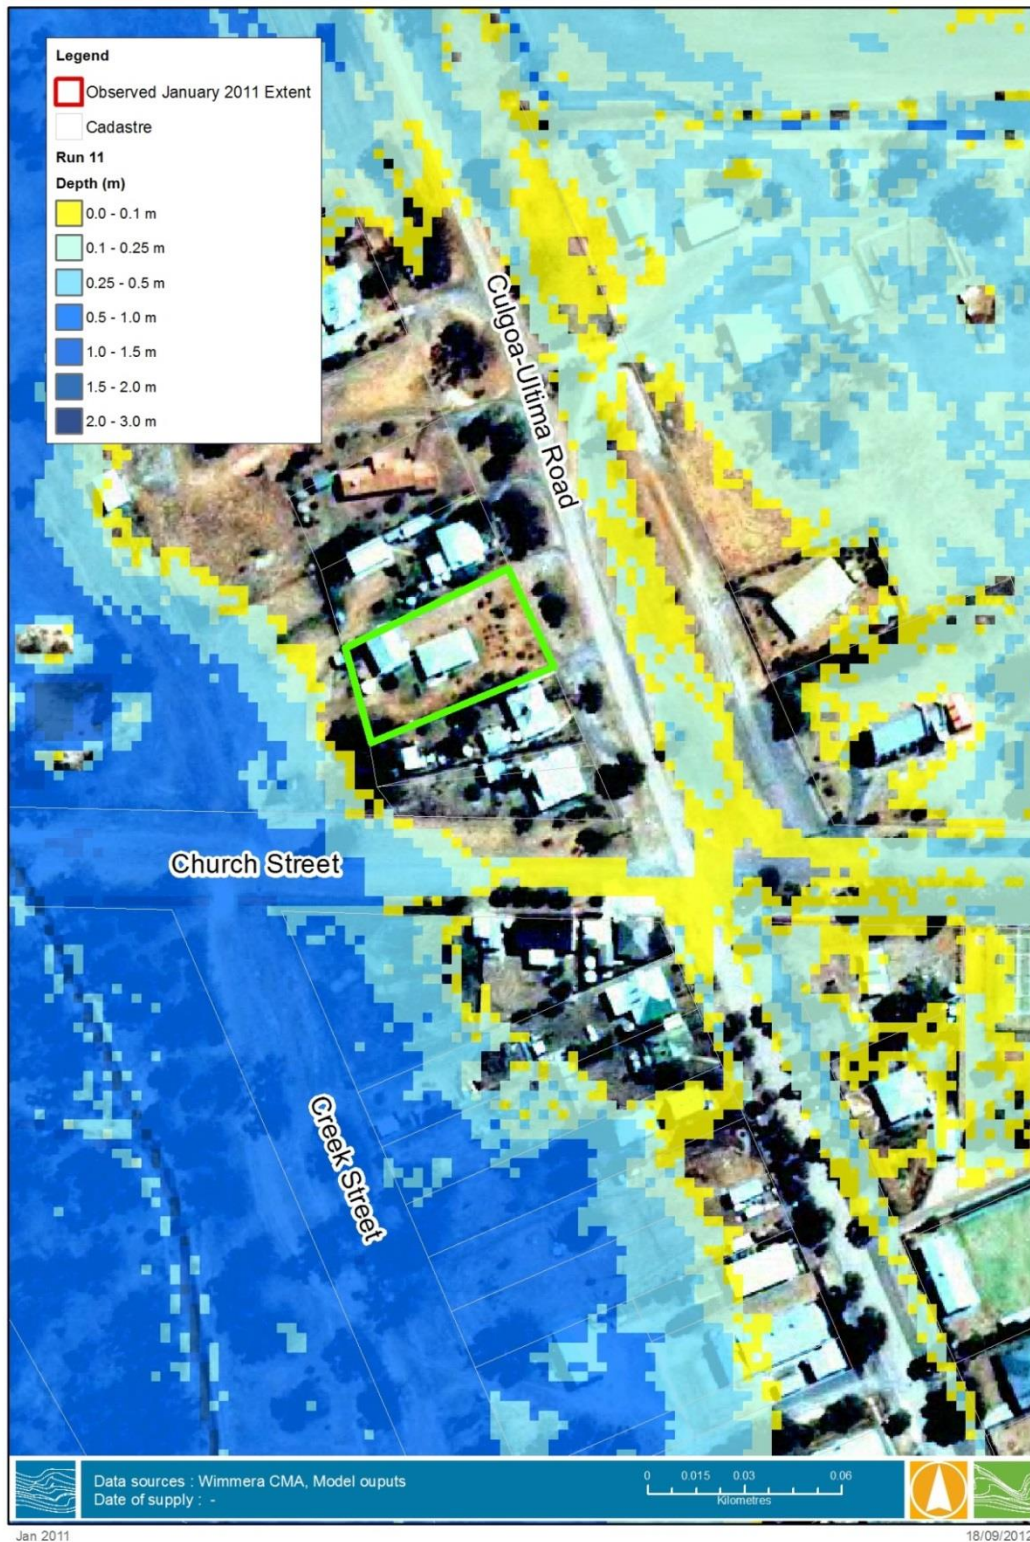 Legend
Observed January 2011 Extent
Cadastre
Run 11
Depth (m)
0.0 - 0.1 m
0.1 - 0.25 m
0.25 - 0.5 m
0.5 - 1.0 m
1.0 - 1.5 m
1.5 - 2.0 m
2.0 - 3.0 m
Culgoa-Ultima Road
Church Street
Creek Street
Data sources : Wimmera CMA, Model ouputs
Date of supply : -
0 0.015 0.03 0.06
Kilometres
Jan 2011
18/09/2012